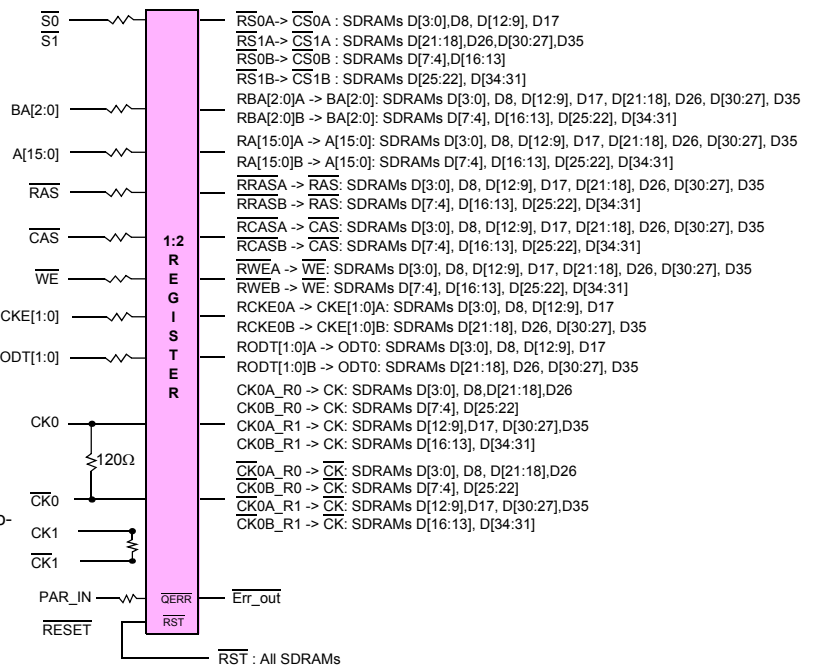 S0
S1
BA[2:0]
A[15:0]
RAS
CAS
WE
CKE[1:0]
ODT[1:0]
CK0
120Ω
CK0
o-
CK1
CK1
PAR_IN
RESET
1:2
R
E
G
I
S
T
E
R
QERR
RST
RS0A-> CS0A : SDRAMs D[3:0],D8, D[12:9], D17
RS1A-> CS1A : SDRAMs D[21:18],D26,D[30:27],D35
RS0B-> CS0B : SDRAMs D[7:4],D[16:13]
RS1B-> CS1B : SDRAMs D[25:22], D[34:31]
RBA[2:0]A -> BA[2:0]: SDRAMs D[3:0], D8, D[12:9], D17, D[21:18], D26, D[30:27], D35
RBA[2:0]B -> BA[2:0]: SDRAMs D[7:4], D[16:13], D[25:22], D[34:31]
RA[15:0]A -> A[15:0]: SDRAMs D[3:0], D8, D[12:9], D17, D[21:18], D26, D[30:27], D35
RA[15:0]B -> A[15:0]: SDRAMs D[7:4], D[16:13], D[25:22], D[34:31]
RRASA -> RAS: SDRAMs D[3:0], D8, D[12:9], D17, D[21:18], D26, D[30:27], D35
RRASB -> RAS: SDRAMs D[7:4], D[16:13], D[25:22], D[34:31]
RCASA -> CAS: SDRAMs D[3:0], D8, D[12:9], D17, D[21:18], D26, D[30:27], D35
RCASB -> CAS: SDRAMs D[7:4], D[16:13], D[25:22], D[34:31]
RWEA -> WE: SDRAMs D[3:0], D8, D[12:9], D17, D[21:18], D26, D[30:27], D35
RWEB -> WE: SDRAMs D[7:4], D[16:13], D[25:22], D[34:31]
RCKE0A -> CKE[1:0]A: SDRAMs D[3:0], D8, D[12:9], D17
RCKE0B -> CKE[1:0]B: SDRAMs D[21:18], D26, D[30:27], D35
RODT[1:0]A -> ODT0: SDRAMs D[3:0], D8, D[12:9], D17
RODT[1:0]B -> ODT0: SDRAMs D[21:18], D26, D[30:27], D35
CK0A_R0 -> CK: SDRAMs D[3:0], D8,D[21:18],D26
CK0B_R0 -> CK: SDRAMs D[7:4], D[25:22]
CK0A_R1 -> CK: SDRAMs D[12:9],D17, D[30:27],D35
CK0B_R1 -> CK: SDRAMs D[16:13], D[34:31]
CK0A_R0 -> CK: SDRAMs D[3:0], D8, D[21:18],D26
CK0B_R0 -> CK: SDRAMs D[7:4], D[25:22]
CK0A_R1 -> CK: SDRAMs D[12:9],D17, D[30:27],D35
CK0B_R1 -> CK: SDRAMs D[16:13], D[34:31]
Err_out
RST : All SDRAMs